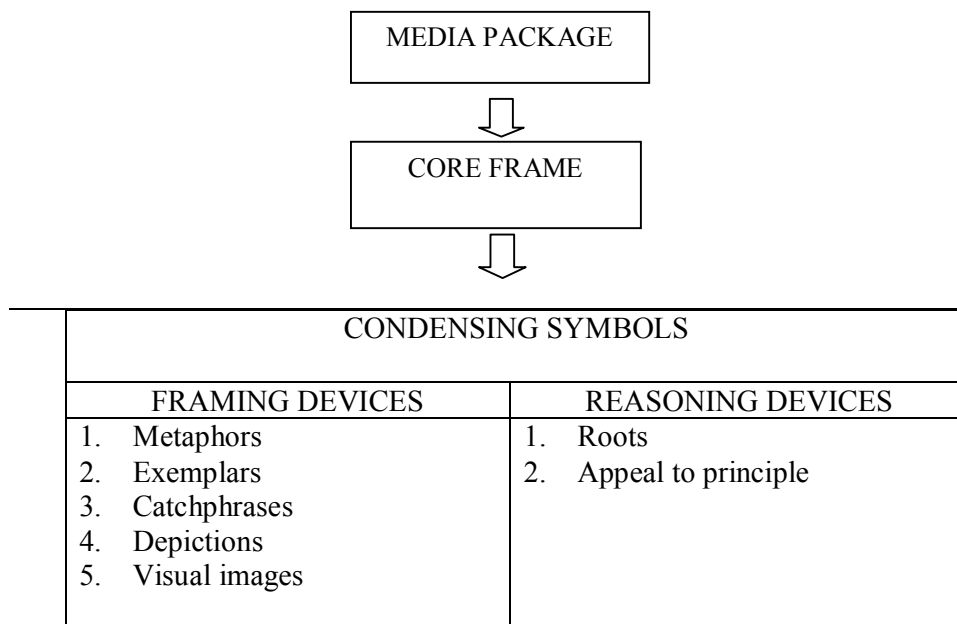 MEDIA PACKAGE
CORE FRAME
CONDENSING SYMBOLS
FRAMING DEVICES
1. Metaphors
2. Exemplars
3. Catchphrases
4. Depictions
5. Visual images
REASONING DEVICES
1. Roots
2. Appeal to principle